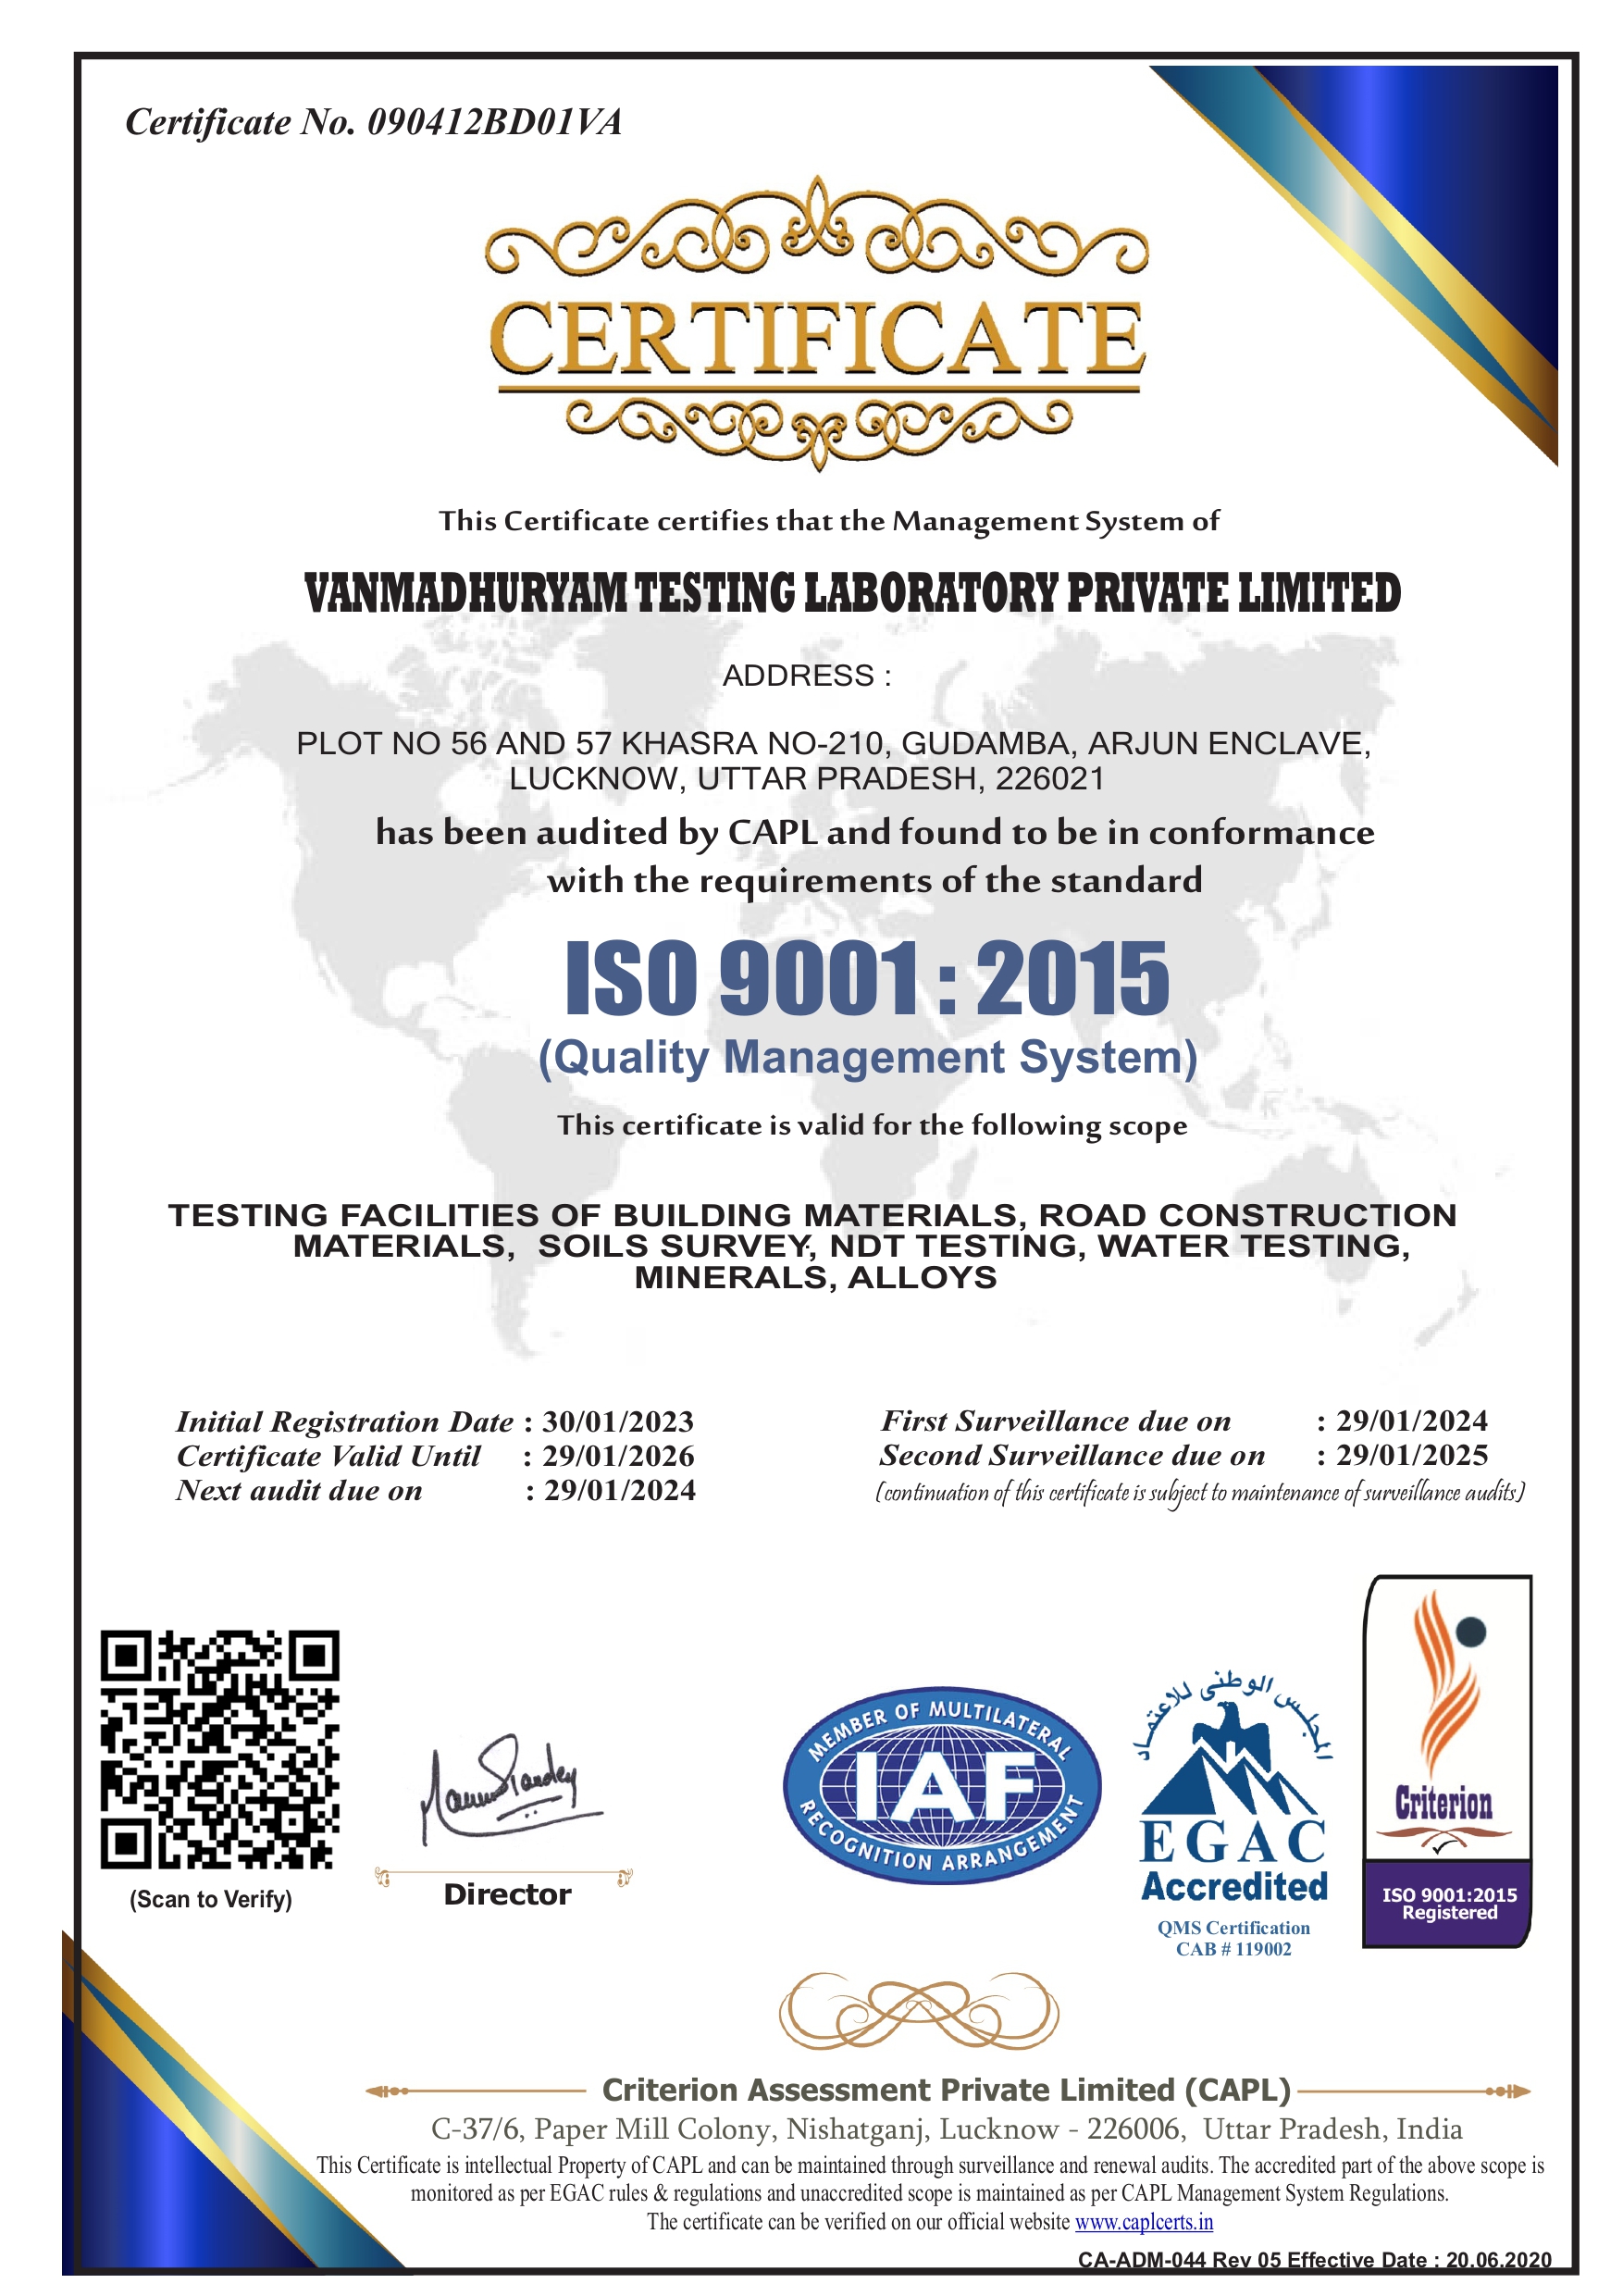 Certificate No. 090412BD01VA
CERTIFICATE
This Certificate certifies that the Management System of
VANMADHURYAM TESTING LABORATORY PRIVATE LIMITED
ADDRESS :
PLOT NO 56 AND 57 KHASRA NO-210, GUDAMBA, ARJUN ENCLAVE,
LUCKNOW, UTTAR PRADESH, 226021
has been audited by CAPL and found to be in conformance
with the requirements of the standard
ISO 9001 : 2015
(Quality Management System)
This certificate is valid for the following scope
TESTING FACILITIES OF BUILDING MATERIALS, ROAD CONSTRUCTION
MATERIALS, SOILS SURVEY, NDT TESTING, WATER TESTING,
MINERALS, ALLOYS
Initial Registration Date : 30/01/2023
Certificate Valid Until : 29/01/2026
Next audit due on : 29/01/2024
First Surveillance due on : 29/01/2024
Second Surveillance due on : 29/01/2025
(continuation of this certificate is subject to maintenance of surveillance audits)
(Scan to Verify)
Director
MEMBER OF MULTILATERAL
IAF
RECOGNITION ARRANGEMENT
المجلس الوطنى للاعتماد
EGAC
Accredited
QMS Certification
CAB # 119002
Criterion
ISO 9001:2015
Registered
Criterion Assessment Private Limited (CAPL)
C-37/6, Paper Mill Colony, Nishatganj, Lucknow - 226006, Uttar Pradesh, India
This Certificate is intellectual Property of CAPL and can be maintained through surveillance and renewal audits. The accredited part of the above scope is
monitored as per EGAC rules & regulations and unaccredited scope is maintained as per CAPL Management System Regulations.
The certificate can be verified on our official website www.caplcerts.in
CA-ADM-044 Rev 05 Effective Date : 20.06.2020